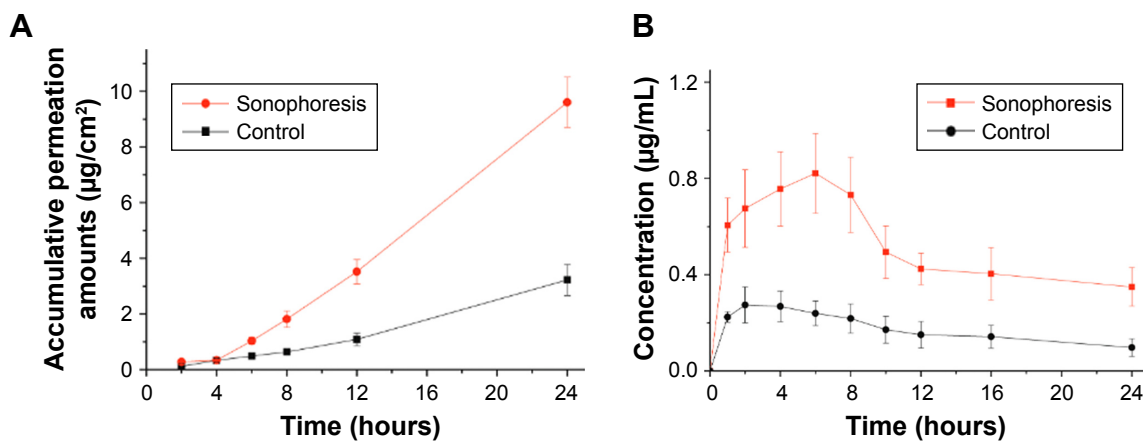 A
Accumulative permeation
amounts (µg/cm²)
10
8
6
4
2
0
Sonophoresis
Control
0 4 8 12 16 20 24
Time (hours)
B
Concentration (µg/mL)
1.2
0.8
0.4
0.0
Sonophoresis
Control
0 4 8 12 16 20 24
Time (hours)